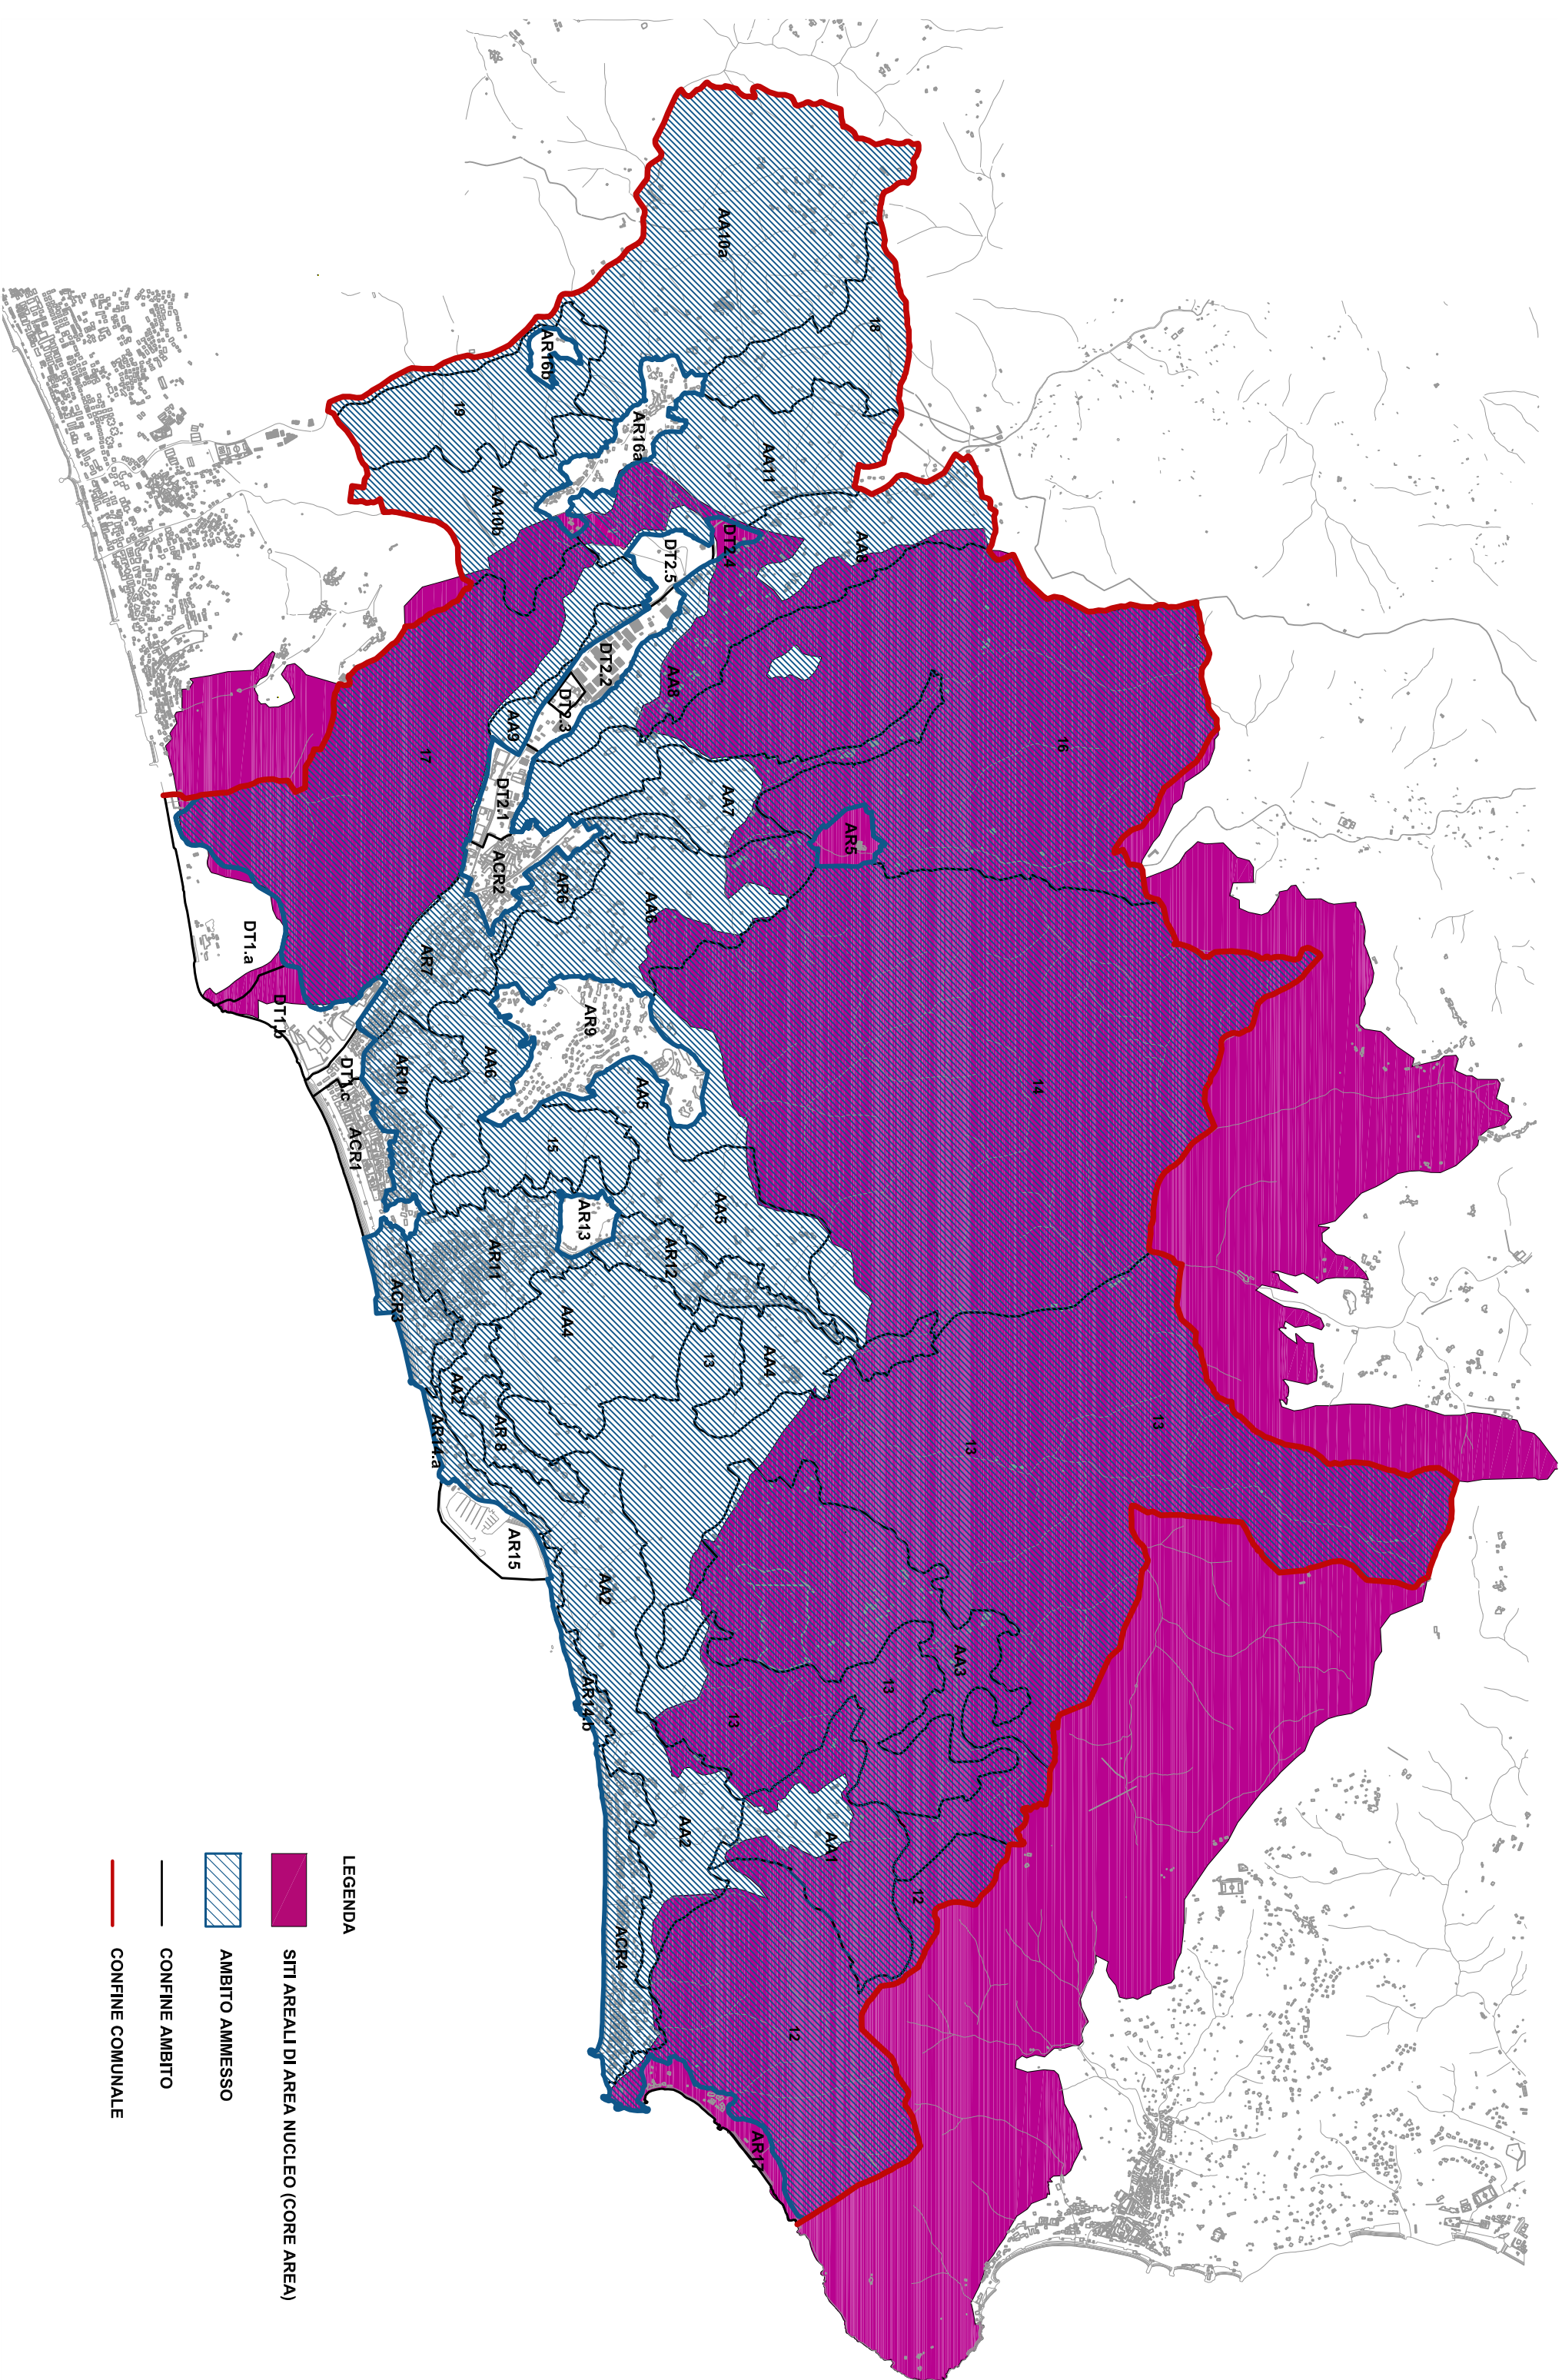 AA10a
18
AR16b
19
AR16a
AA11
AA10b
DT2.4
DT2.5
AA8
AA8
DT2.2
DT2.3
AA9
DT2.1
ACR2
17
16
AA7
AR5
AR6
AA6
AR7
DT1.a
DT1.b
DT1.c
AR9
AA6
AR10
AA5
14
ACR1
15
AR13
AA5
AR11
AR12
ACR3
AA4
13
AA4
AA2
AR 8
AR14.a
13
13
AR15
AA2
AA3
13
13
AR14.b
AA2
AA1
12
ACR4
12
AR17
LEGENDA
SITI AREALI DI AREA NUCLEO (CORE AREA)
AMBITO AMMESSO
CONFINE AMBITO
CONFINE COMUNALE